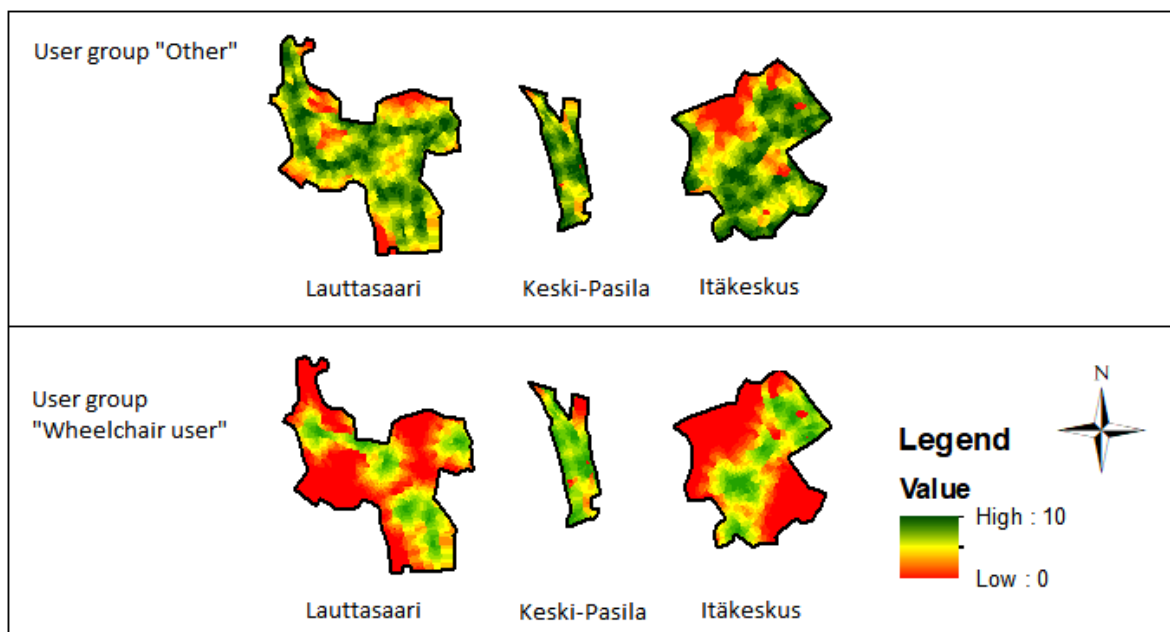 User group "Other"
Lauttasaari
Keski-Pasila
Itäkeskus
User group
"Wheelchair user"
N
Legend
Value
High : 10
Low : 0
Lauttasaari
Keski-Pasila
Itäkeskus